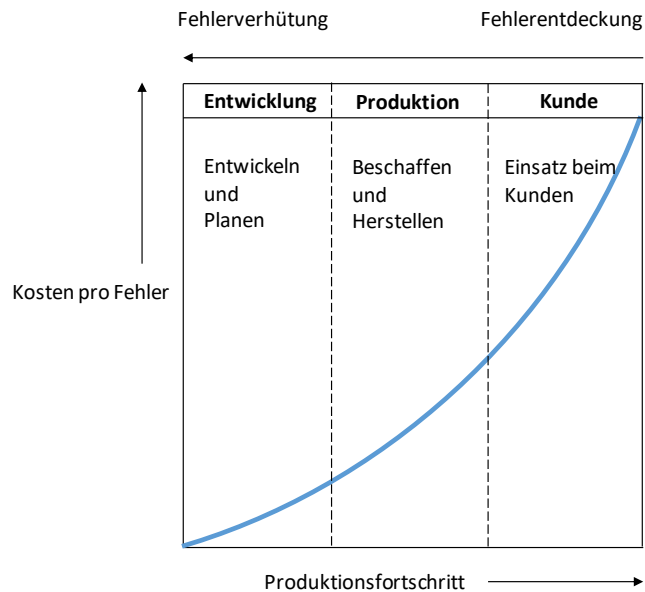 Fehlerverhütung
Fehlerentdeckung
Entwicklung
Produktion
Kunde
Entwickeln
und
Planen
Beschaffen
und
Herstellen
Einsatz beim
Kunden
Kosten pro Fehler
Produktionsfortschritt